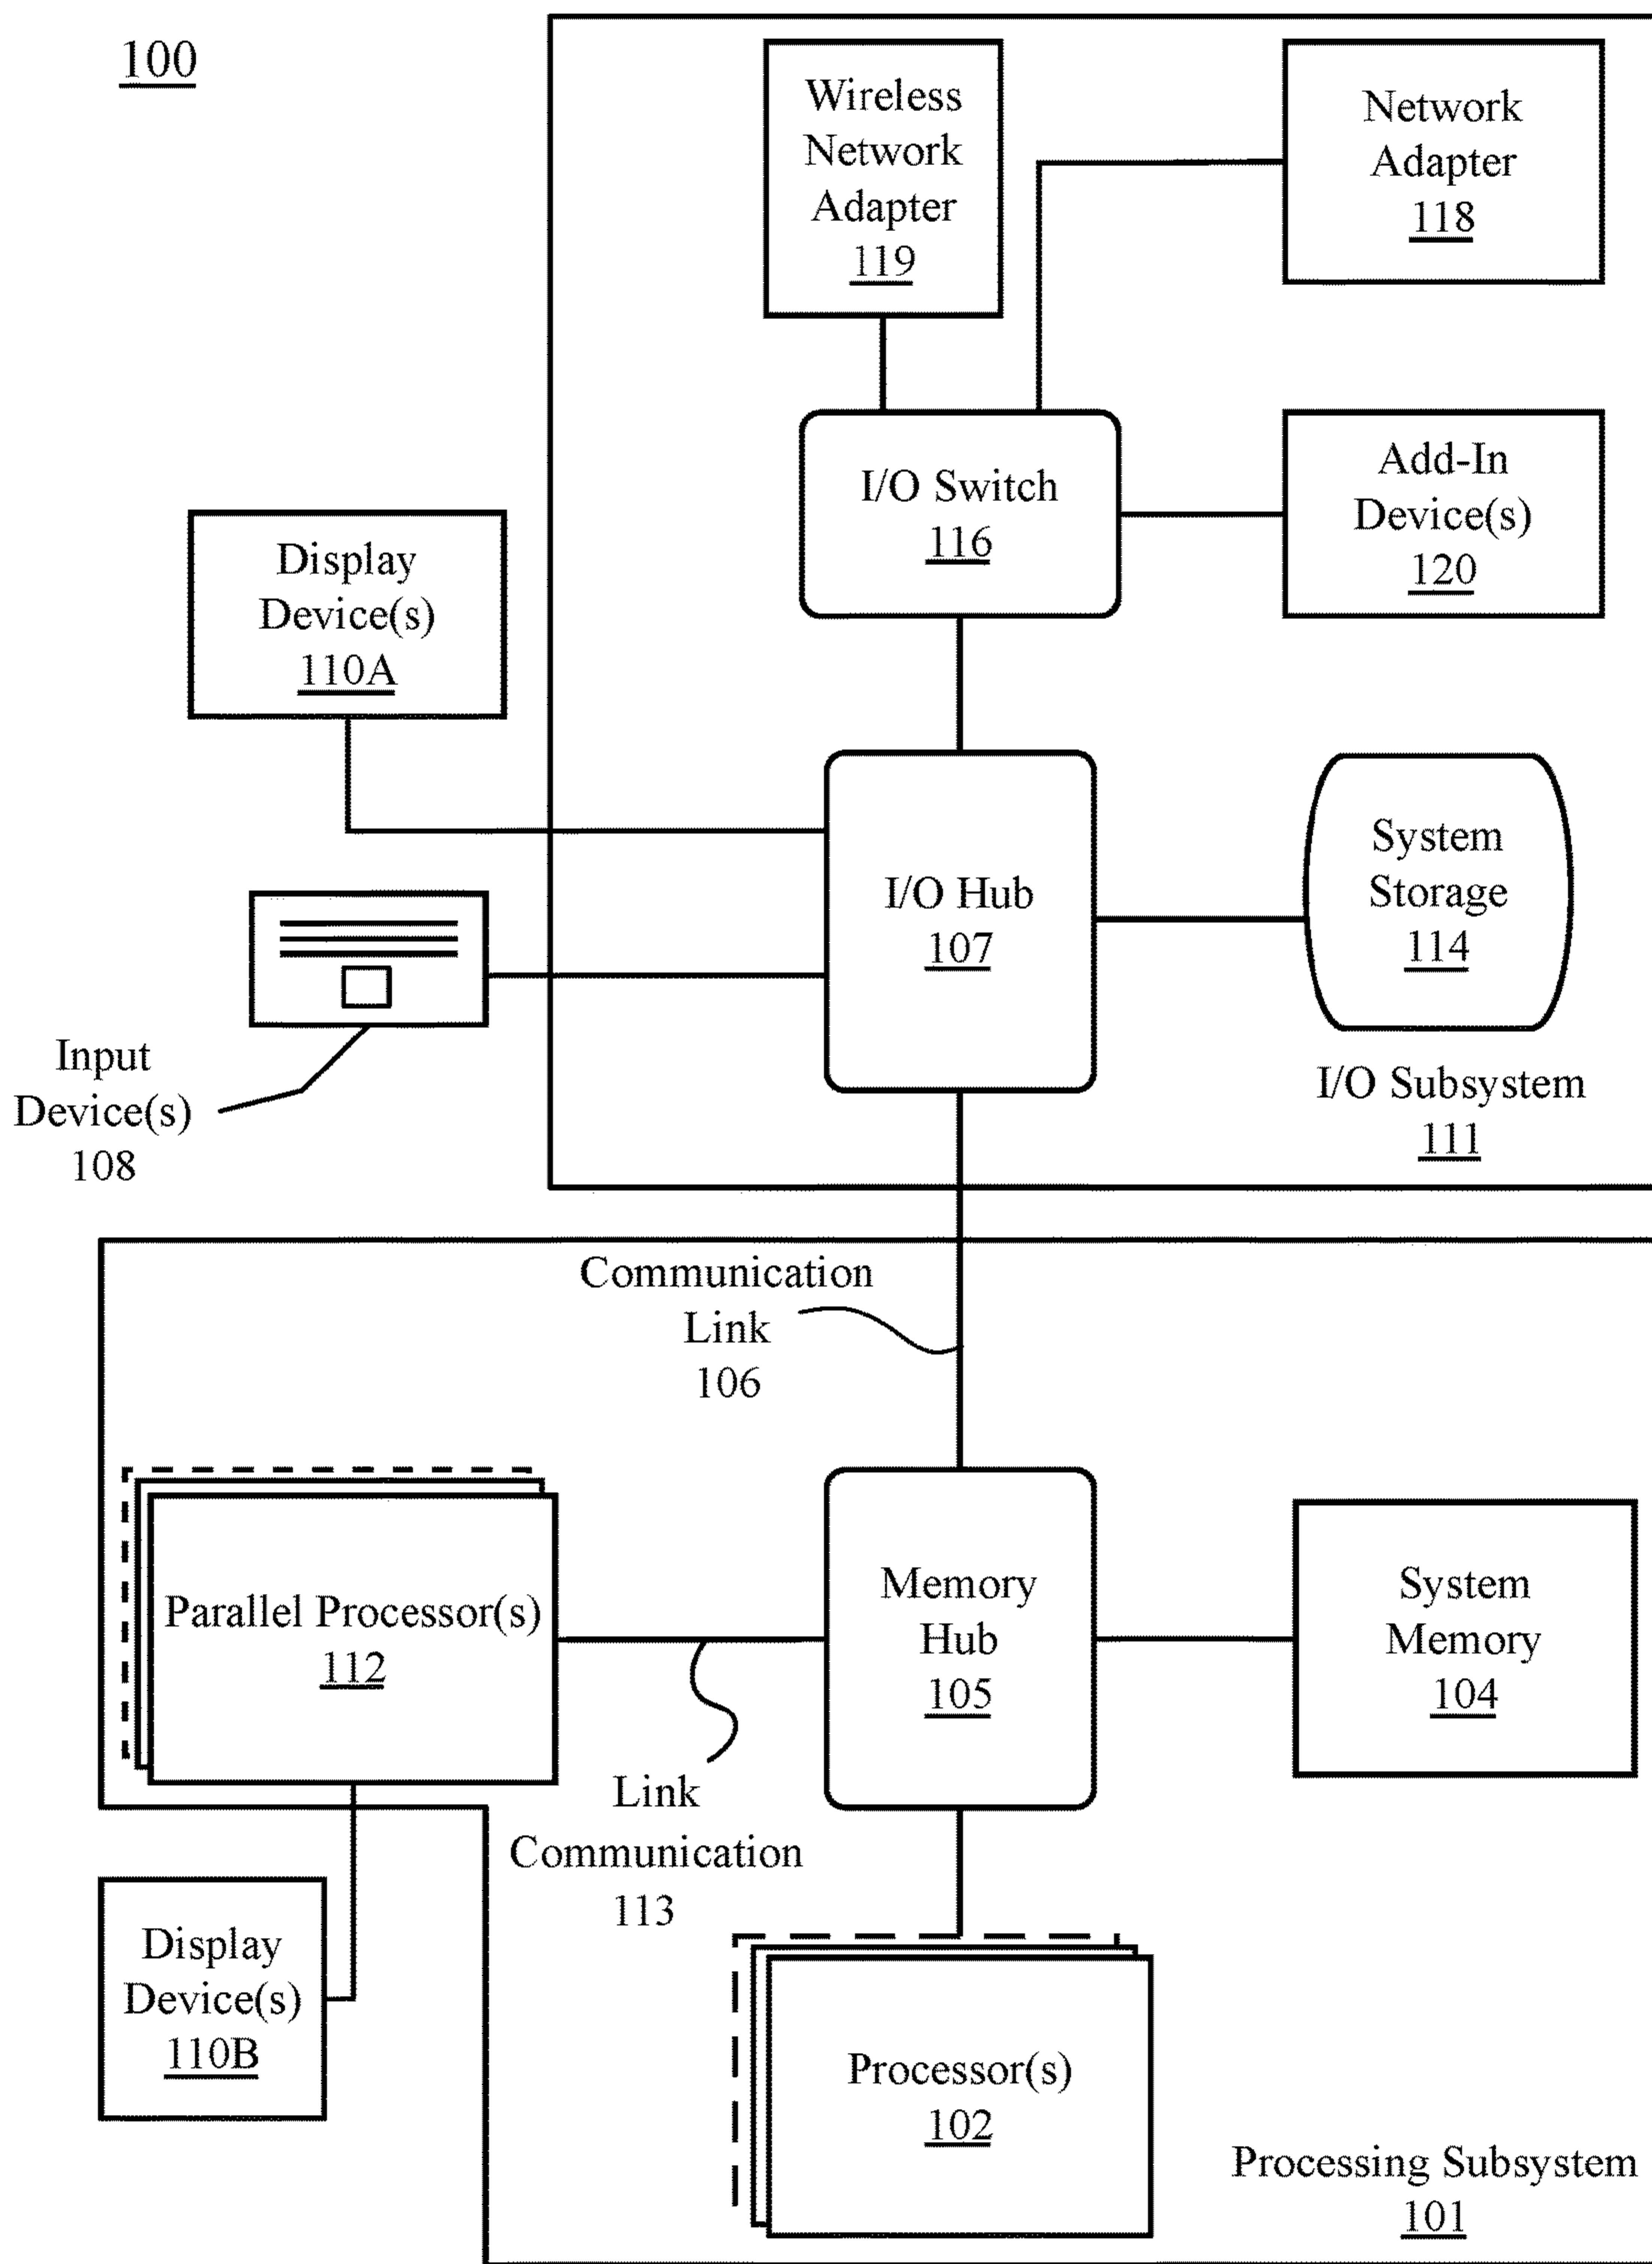 100
Wireless
Network
Adapter
119
Network
Adapter
118
I/O Switch
116
Add-In
Device(s)
120
Display
Device(s)
110A
I/O Hub
107
System
Storage
114
Input
Device(s)
108
I/O Subsystem
111
Communication
Link
106
Parallel Processor(s)
112
Memory
Hub
105
System
Memory
104
Link
Communication
113
Display
Device(s)
110B
Processor(s)
102
Processing Subsystem
101